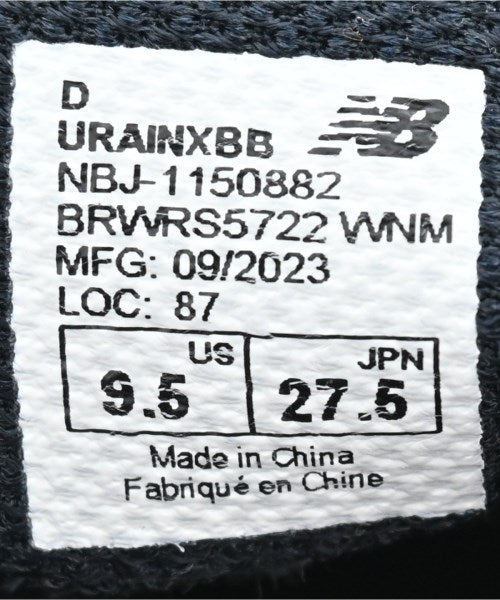 D
URAINXBB
NBJ-1150882
BRWRS5722 WNM
MFG: 09/2023
LOC: 87
US JPN
9.5 27.5
Made in China
Fabriqué en Chine